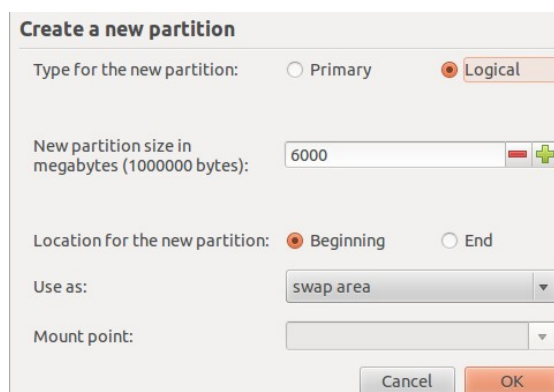 Create a new partition
Type for the new partition: Primary Logical
New partition size in
megabytes (1000000 bytes): 6000
Location for the new partition: Beginning End
Use as: swap area
Mount point:
Cancel OK